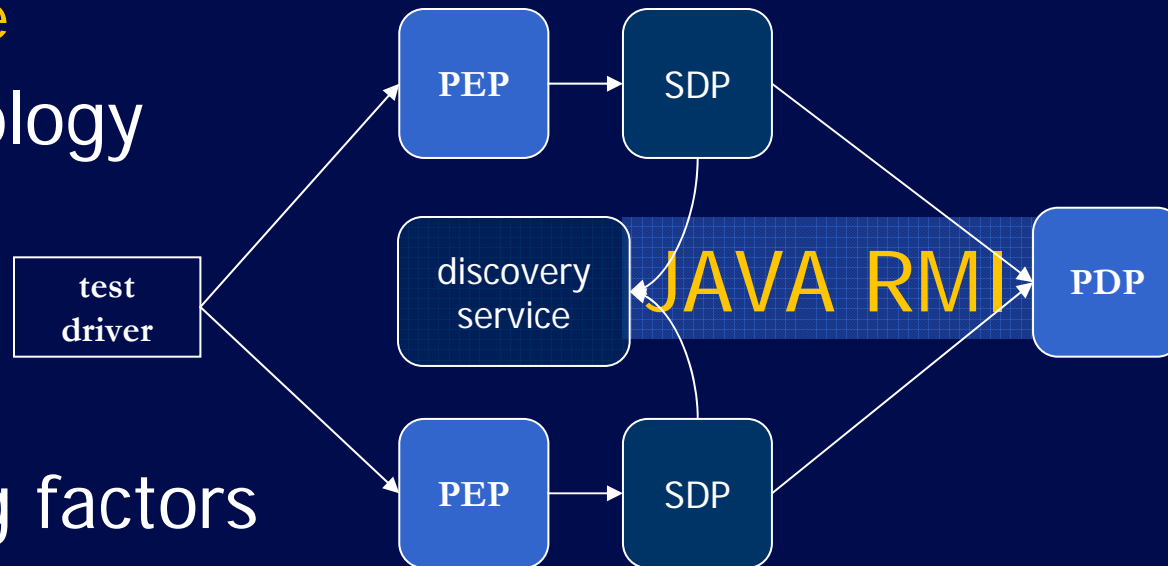 e
ology
PEP
SDP
test
driver
discovery
service
JAVA RMI
PDP
g factors
PEP
SDP